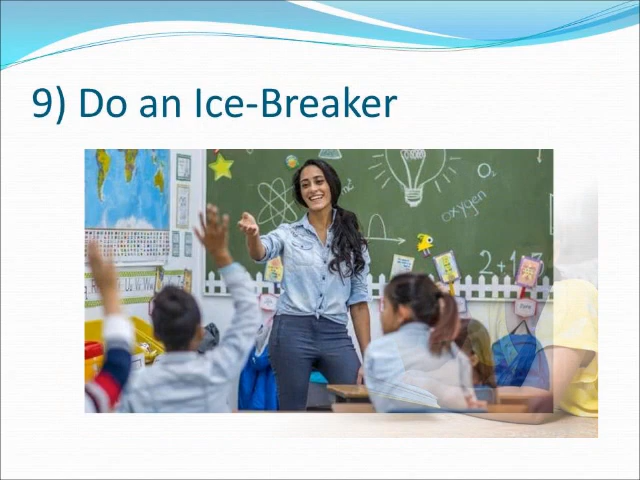 9) Do an Ice-Breaker
O₂
oxygen
2+1